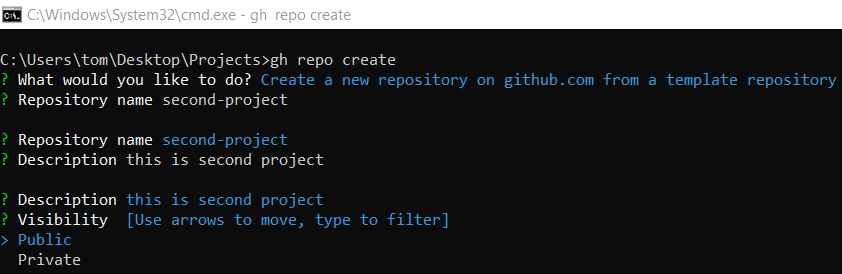 C:\Windows\System32\cmd.exe - gh repo create
C:\Users\tom\Desktop\Projects>gh repo create
? What would you like to do? Create a new repository on github.com from a template repository
? Repository name second-project
? Repository name second-project
? Description this is second project
? Description this is second project
? Visibility [Use arrows to move, type to filter]
> Public
Private